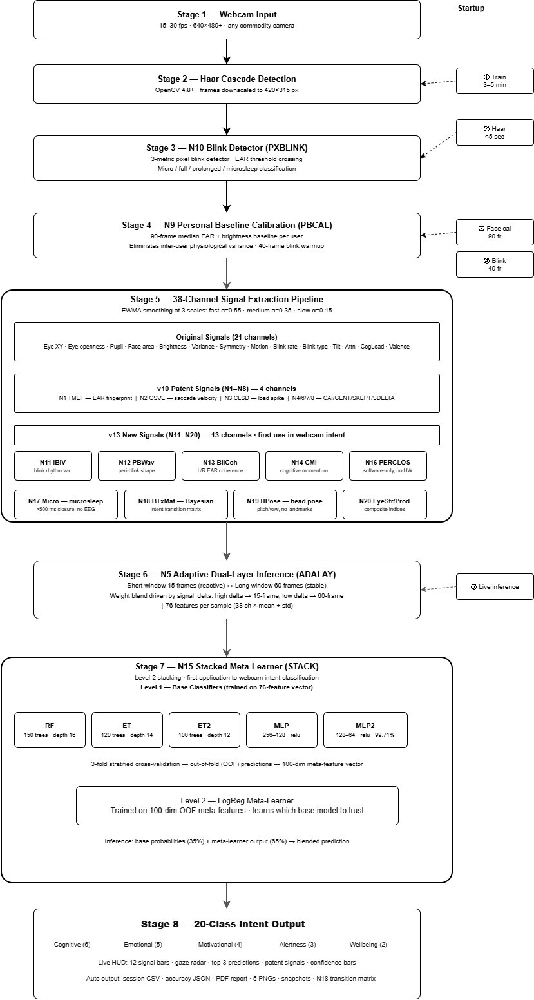 Stage 1 — Webcam Input
15–30 fps · 640×480+ · any commodity camera
Startup
Stage 2 — Haar Cascade Detection
OpenCV 4.8+ · frames downscaled to 420×315 px
① Train
3–5 min
② Haar
<5 sec
Stage 3 — N10 Blink Detector (PXBLINK)
3-metric pixel blink detector · EAR threshold crossing
Micro / full / prolonged / microsleep classification
Stage 4 — N9 Personal Baseline Calibration (PBCAL)
90-frame median EAR + brightness baseline per user
Eliminates inter-user physiological variance · 40-frame blink warmup
③ Face cal
90 fr
④ Blink
40 fr
Stage 5 — 38-Channel Signal Extraction Pipeline
EWMA smoothing at 3 scales: fast α=0.55 · medium α=0.35 · slow α=0.15
Original Signals (21 channels)
Eye XY · Eye openness · Pupil · Face area · Brightness · Variance · Symmetry · Motion · Blink rate · Blink type · Tilt · Attn · CogLoad · Valence
v10 Patent Signals (N1–N8) — 4 channels
N1 TMEF — EAR fingerprint | N2 GSVE — saccade velocity | N3 CLSD — load spike | N4/6/7/8 — CAI/GENT/SKEPT/SDELTA
v13 New Signals (N11–N20) — 13 channels · first use in webcam intent
N11 IBIV
blink rhythm var.
N12 PBWav
peri-blink shape
N13 BilCoh
L/R EAR coherence
N14 CMI
cognitive momentum
N16 PERCLOS
software-only, no HW
N17 Micro — microsleep
>500 ms closure, no EEG
N18 BTxMat — Bayesian
intent transition matrix
N19 HPose — head pose
pitch/yaw, no landmarks
N20 EyeStr/Prod
composite indices
Stage 6 — N5 Adaptive Dual-Layer Inference (ADALAY)
Short window 15 frames (reactive) ↔ Long window 60 frames (stable)
Weight blend driven by signal_delta: high delta → 15-frame; low delta → 60-frame
↓ 76 features per sample (38 ch × mean + std)
⑤ Live inference
Stage 7 — N15 Stacked Meta-Learner (STACK)
Level-2 stacking · first application to webcam intent classification
Level 1 — Base Classifiers (trained on 76-feature vector)
RF
150 trees · depth 16
ET
120 trees · depth 14
ET2
100 trees · depth 12
MLP
256–128 · relu
MLP2
128–64 · relu · 99.71%
3-fold stratified cross-validation → out-of-fold (OOF) predictions → 100-dim meta-feature vector
Level 2 — LogReg Meta-Learner
Trained on 100-dim OOF meta-features · learns which base model to trust
Inference: base probabilities (35%) + meta-learner output (65%) → blended prediction
Stage 8 — 20-Class Intent Output
Cognitive (6) Emotional (5) Motivational (4) Alertness (3) Wellbeing (2)
Live HUD: 12 signal bars · gaze radar · top-3 predictions · patent signals · confidence bars
Auto output: session CSV · accuracy JSON · PDF report · 5 PNGs · snapshots · N18 transition matrix